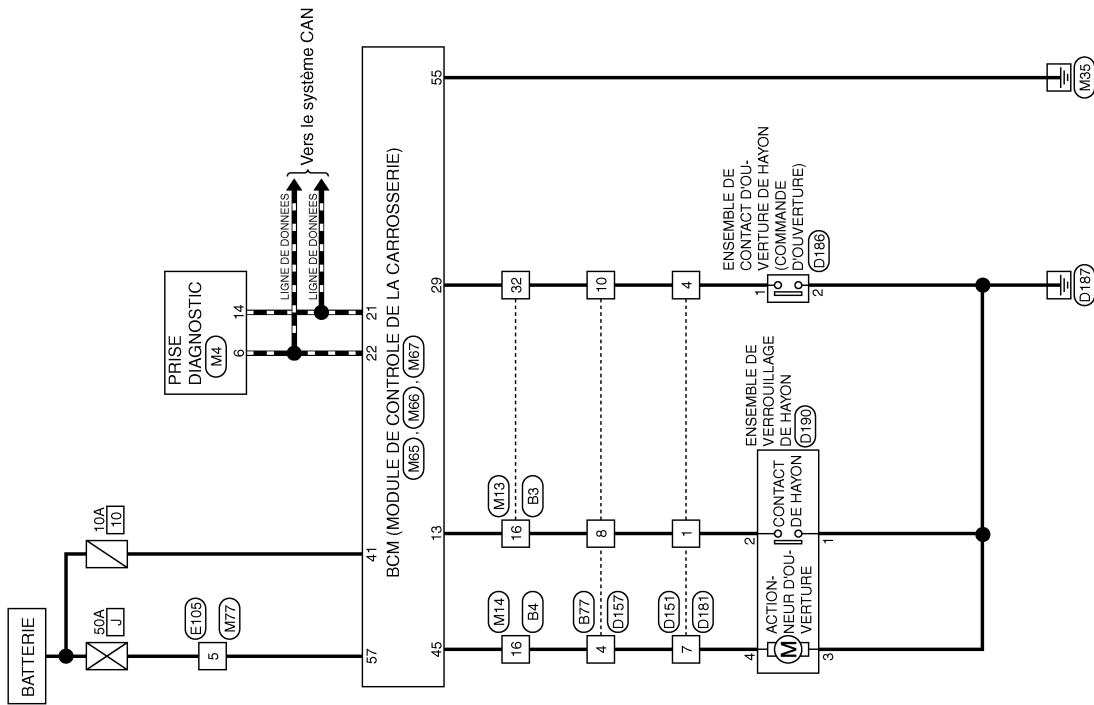 BATTERIE
50A
J
10A
10
5
E105
M77
57
41
PRISE
DIAGNOSTIC
M4
6
14
LIGNE DE DONNEES
LIGNE DE DONNEES
Vers le système CAN
22
21
BCM (MODULE DE CONTROLE DE LA CARROSSERIE)
M65 , M66 , M67
45
13
29
55
16
M14
B4
16
M13
B3
32
4
B77
D157
8
10
7
D151
D181
1
4
ENSEMBLE DE
VERROUILLAGE
DE HAYON
D190
4
M
ACTION-
NEUR D'OU-
VERTURE
3
2
CONTACT
DE HAYON
1
ENSEMBLE DE
CONTACT D'OU-
VERTURE DE HAYON
(COMMANDE
D'OUVERTURE)
D186
1
2
D187
M35